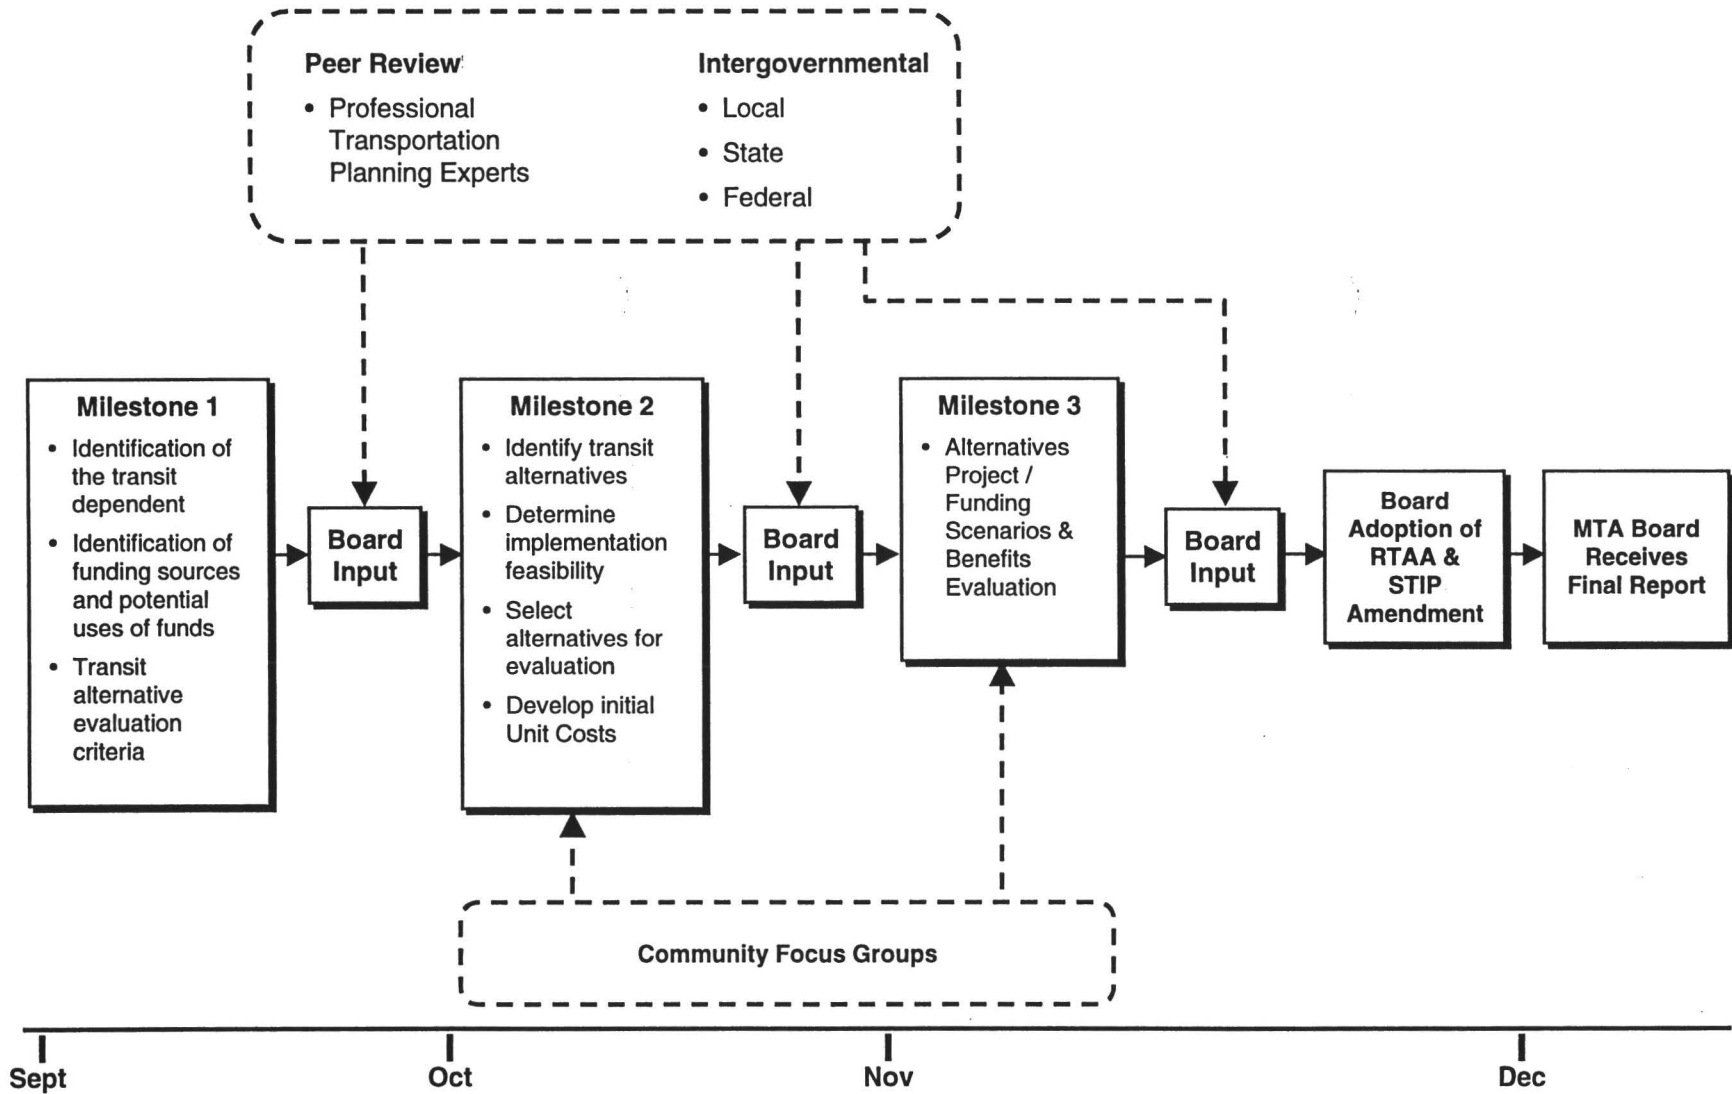 Peer Review
• Professional
Transportation
Planning Experts
Intergovernmental
• Local
• State
• Federal
Milestone 1
• Identification of
the transit
dependent
• Identification of
funding sources
and potential
uses of funds
• Transit
alternative
evaluation
criteria
Board
Input
Milestone 2
• Identify transit
alternatives
• Determine
implementation
feasibility
• Select
alternatives for
evaluation
• Develop initial
Unit Costs
Board
Input
Milestone 3
• Alternatives
Project /
Funding
Scenarios &
Benefits
Evaluation
Board
Input
Board
Adoption of
RTAA &
STIP
Amendment
MTA Board
Receives
Final Report
Community Focus Groups
Sept
Oct
Nov
Dec